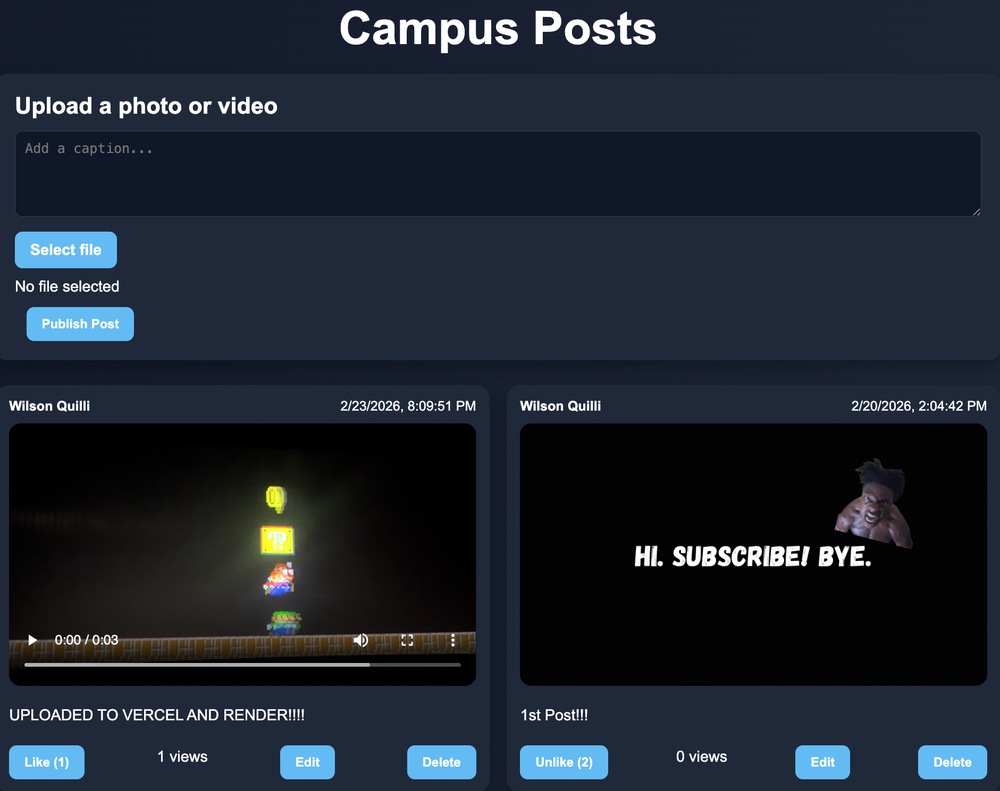 Campus Posts
Upload a photo or video
Add a caption...
Select file
No file selected
Publish Post
Wilson Quilli 2/23/2026, 8:09:51 PM
?
0:00 / 0:03
UPLOADED TO VERCEL AND RENDER!!!!
Like (1) 1 views Edit Delete
Wilson Quilli 2/20/2026, 2:04:42 PM
HI. SUBSCRIBE! BYE.
1st Post!!!
Unlike (2) 0 views Edit Delete